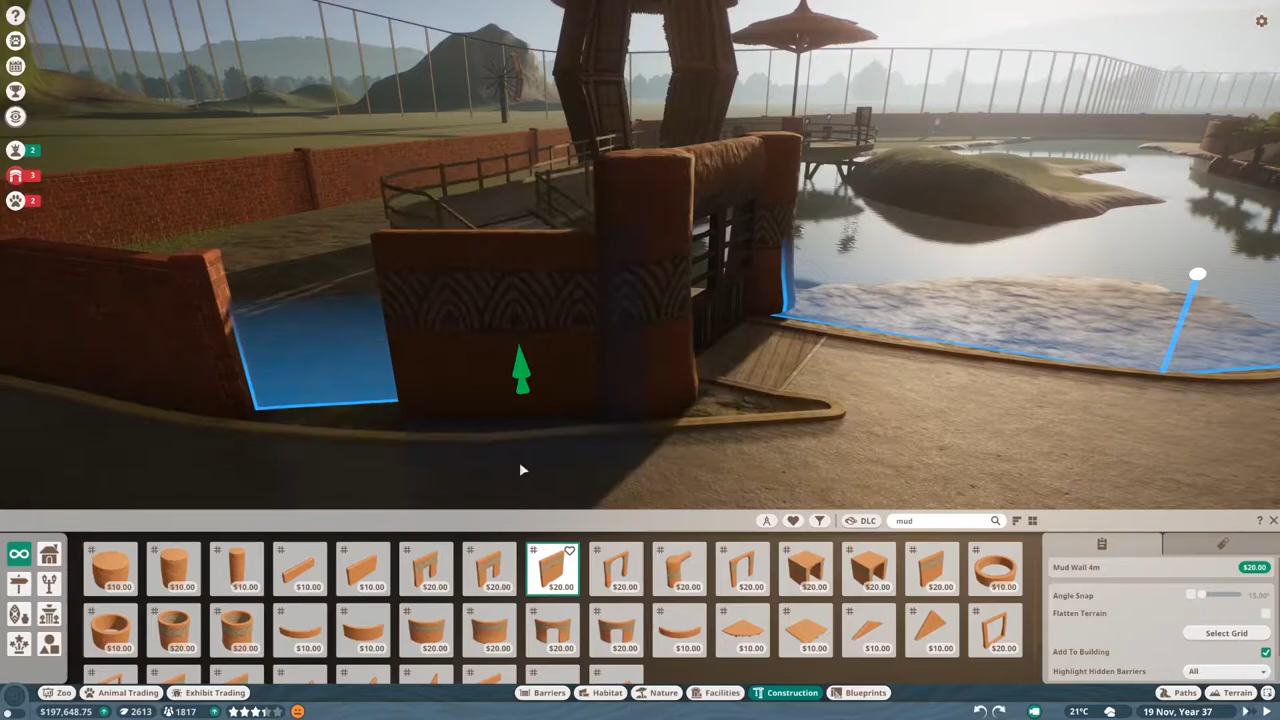 ?
2
3
2
DLC
mud
? ×
$10.00 $10.00 $10.00 $10.00 $10.00 $20.00 $20.00 $20.00 $20.00 $20.00 $20.00 $20.00 $20.00 $20.00 $10.00
$10.00 $20.00 $20.00 $10.00 $10.00 $20.00 $20.00 $20.00 $20.00 $10.00 $10.00 $10.00 $10.00 $10.00 $10.00
Mud Wall 4m $20.00
Angle Snap 15.00°
Flatten Terrain
Select Grid
Add To Building
Highlight Hidden Barriers All
Zoo Animal Trading Exhibit Trading Barriers Habitat Nature Facilities Construction Blueprints Paths Terrain
$197,648.75 2613 1817 21°C 19 Nov, Year 37